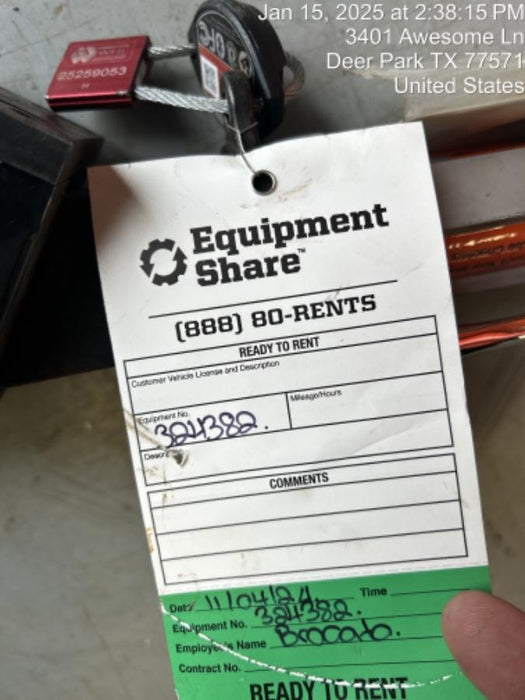 Jan 15, 2025 at 2:38:15 PM
3401 Awesome Ln
Deer Park TX 77571
United States
25259053
H
Equipment
Share™
(888) 80-RENTS
READY TO RENT
Customer Vehicle License and Description
Equipment No.
324382.
Mileage/Hours
COMMENTS
Date 11/04/24 Time
Equipment No. 324382.
Employee's Name Brocato.
Contract No.
READY TO RENT